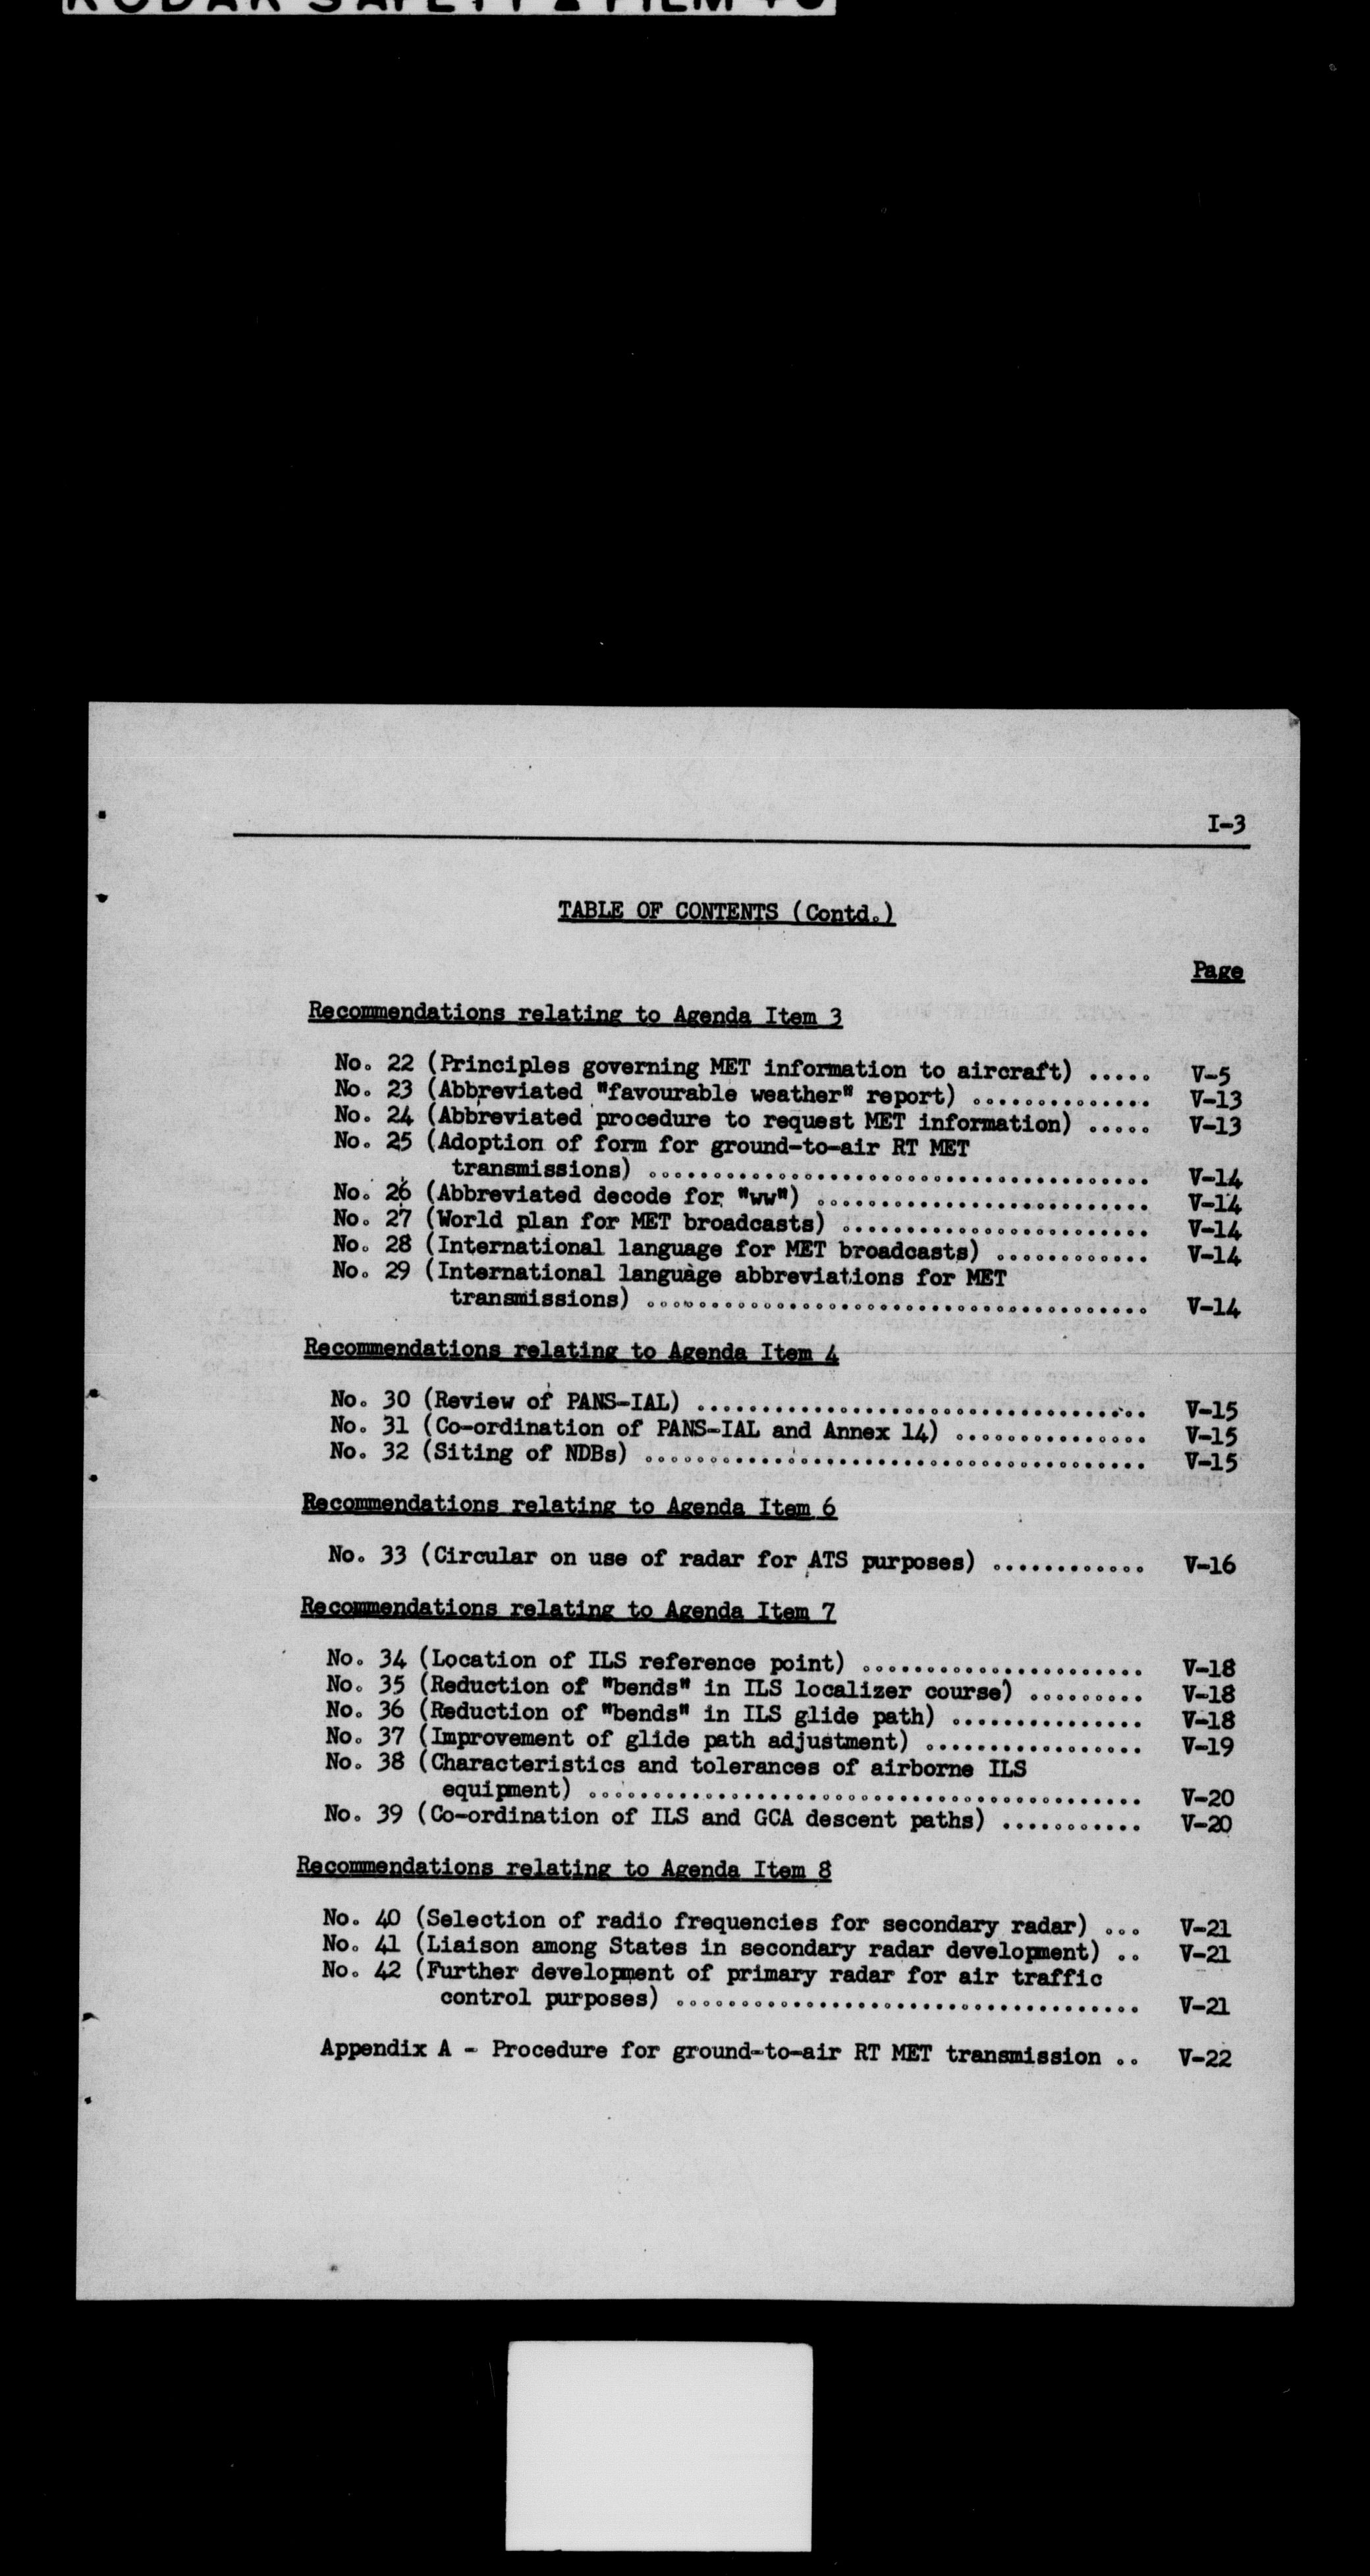 KODAK SAFETY FILM
I-3
TABLE OF CONTENTS (Contd.)
Page
Recommendations relating to Agenda Item 3
No. 22 (Principles governing MET information to aircraft) ..... V-5
No. 23 (Abbreviated "favourable weather" report) .............. V-13
No. 24 (Abbreviated procedure to request MET information) ..... V-13
No. 25 (Adoption of form for ground-to-air RT MET
transmissions) ....................................... V-14
No. 26 (Abbreviated decode for "ww") .......................... V-14
No. 27 (World plan for MET broadcasts) ........................ V-14
No. 28 (International language for MET broadcasts) ............ V-14
No. 29 (International language abbreviations for MET
transmissions) ....................................... V-14
Recommendations relating to Agenda Item 4
No. 30 (Review of PANS-IAL) ................................... V-15
No. 31 (Co-ordination of PANS-IAL and Annex 14) ............... V-15
No. 32 (Siting of NDBs) ....................................... V-15
Recommendations relating to Agenda Item 6
No. 33 (Circular on use of radar for ATS purposes) ............ V-16
Recommendations relating to Agenda Item 7
No. 34 (Location of ILS reference point) ...................... V-18
No. 35 (Reduction of "bends" in ILS localizer course) ......... V-18
No. 36 (Reduction of "bends" in ILS glide path) ............... V-18
No. 37 (Improvement of glide path adjustment) ................. V-19
No. 38 (Characteristics and tolerances of airborne ILS
equipment) ........................................... V-20
No. 39 (Co-ordination of ILS and GCA descent paths) ........... V-20
Recommendations relating to Agenda Item 8
No. 40 (Selection of radio frequencies for secondary radar) ... V-21
No. 41 (Liaison among States in secondary radar development) .. V-21
No. 42 (Further development of primary radar for air traffic
control purposes) .................................... V-21
Appendix A - Procedure for ground-to-air RT MET transmission .. V-22